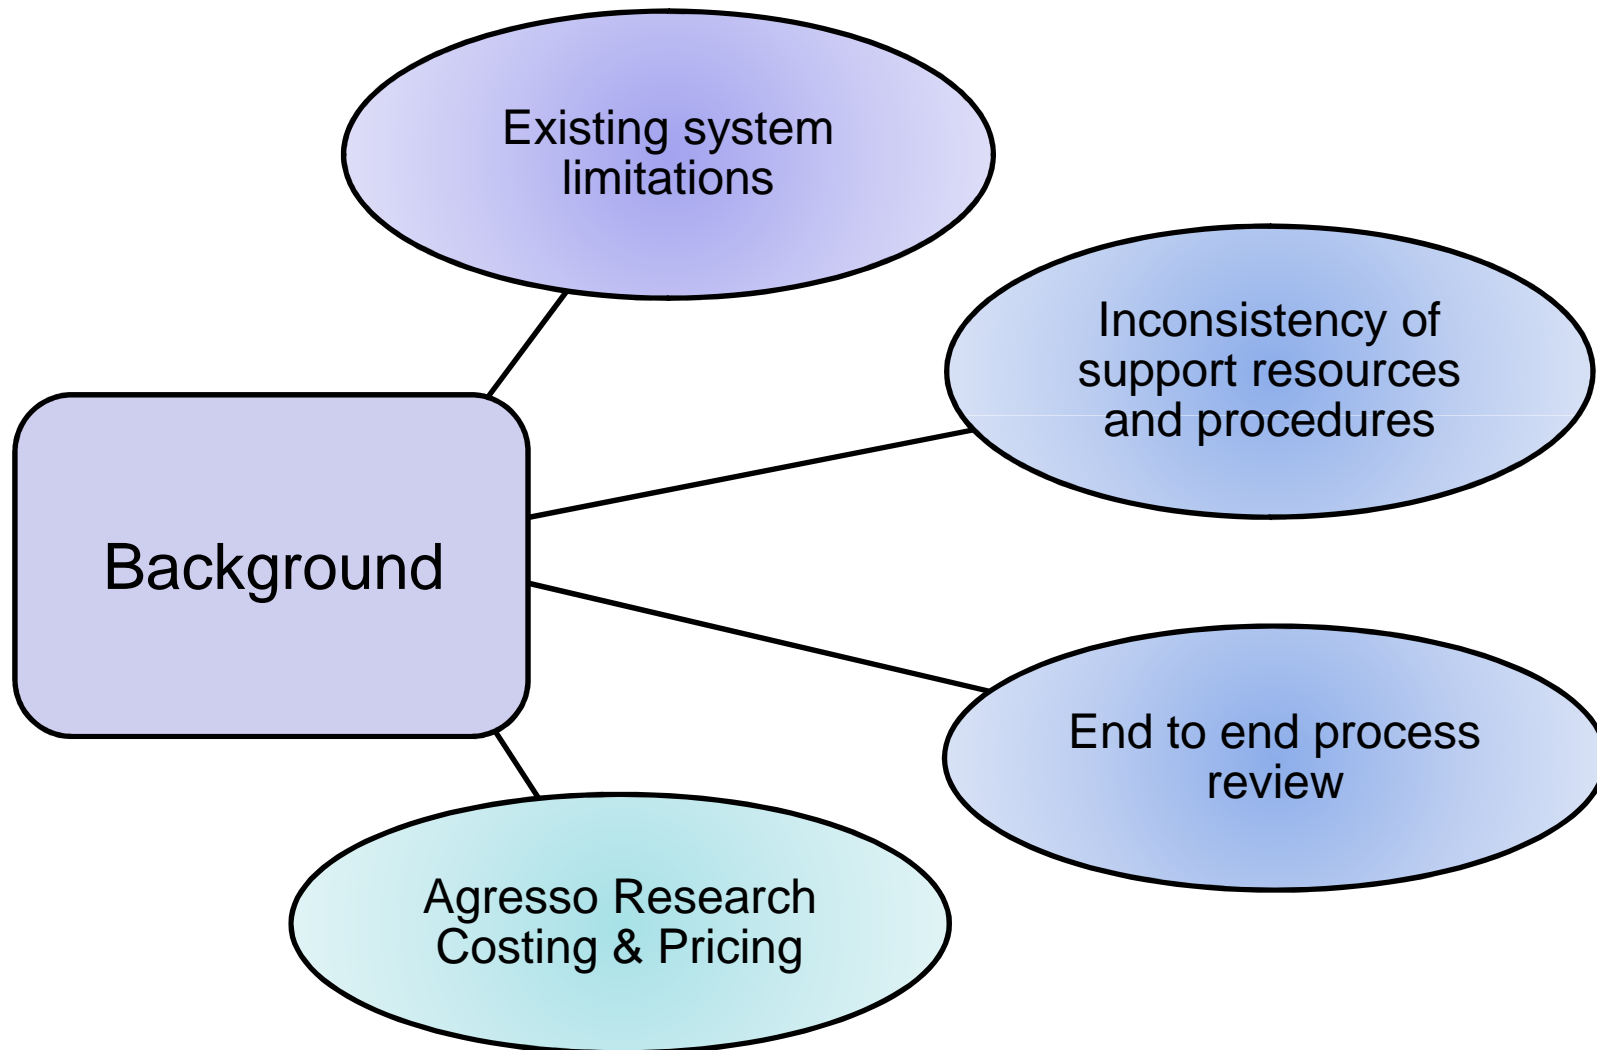 Existing system
limitations
Inconsistency of
support resources
and procedures
Background
End to end process
review
Agresso Research
Costing & Pricing